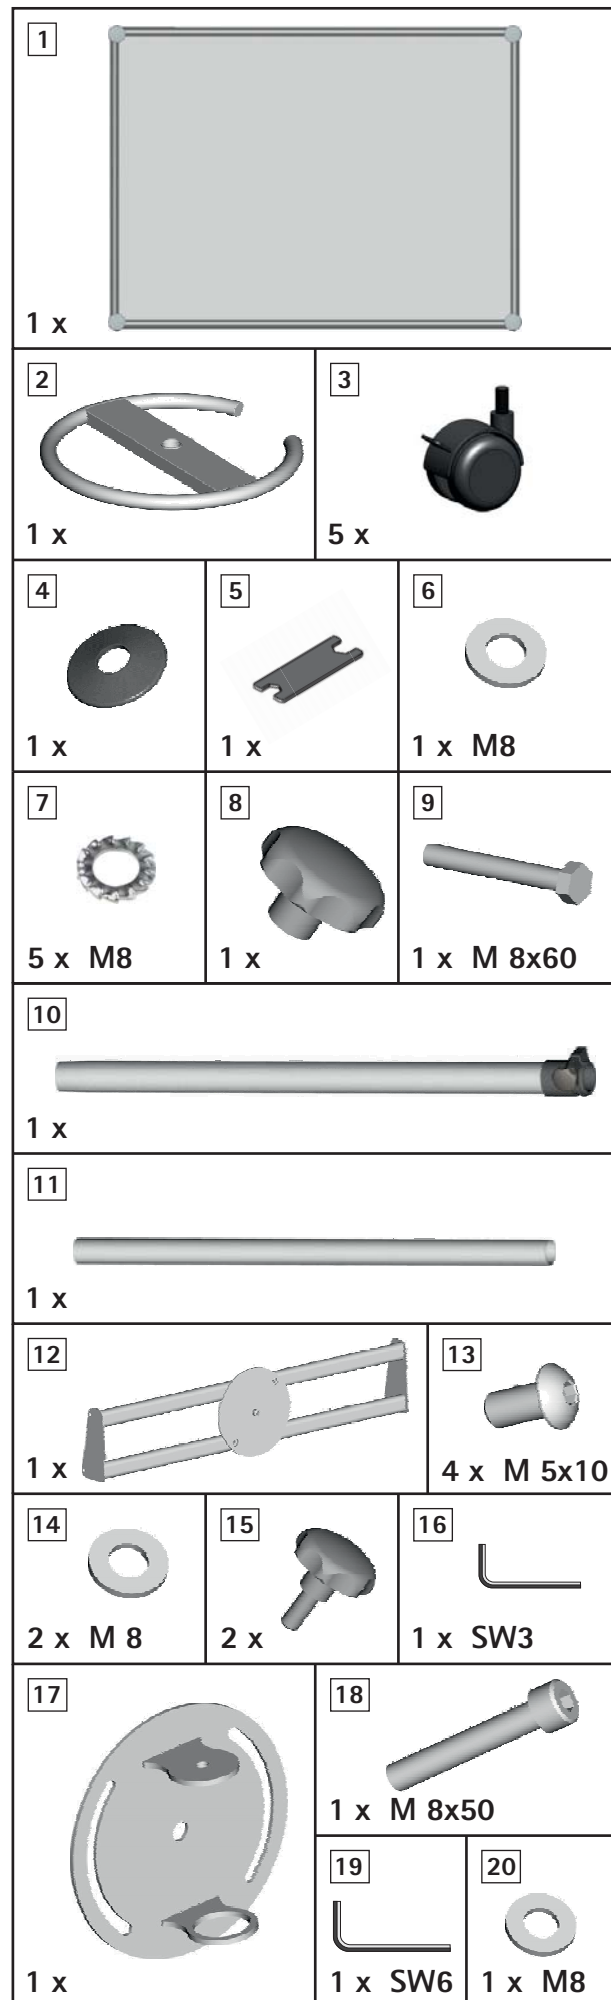 1
1 x
2
1 x
3
5 x
4
1 x
5
1 x
6
1 x M8
7
5 x M8
8
1 x
9
1 x M 8x60
10
1 x
11
1 x
12
1 x
13
4 x M 5x10
14
2 x M 8
15
2 x
16
1 x SW3
17
1 x
18
1 x M 8x50
19
1 x SW6
20
1 x M8